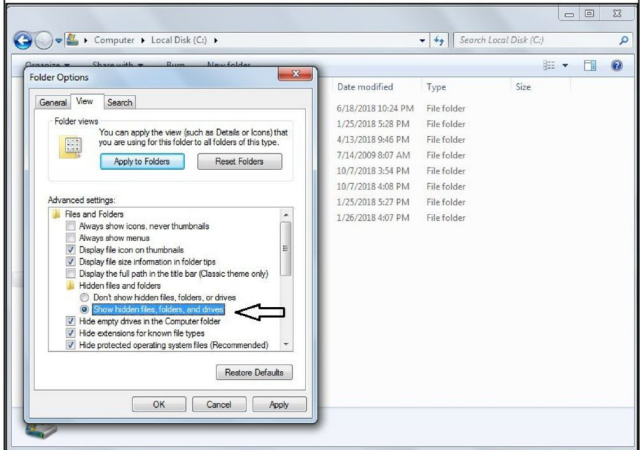 Computer ▸ Local Disk (C:) ▸
Search Local Disk (C:)
Organize Share with Burn New folder
Folder Options
General View Search
Folder views
You can apply the view (such as Details or Icons) that
you are using for this folder to all folders of this type.
Apply to Folders Reset Folders
Advanced settings:
Files and Folders
Always show icons, never thumbnails
Always show menus
Display file icon on thumbnails
Display file size information in folder tips
Display the full path in the title bar (Classic theme only)
Hidden files and folders
Don't show hidden files, folders, or drives
Show hidden files, folders, and drives
Hide empty drives in the Computer folder
Hide extensions for known file types
Hide protected operating system files (Recommended)
Restore Defaults
OK Cancel Apply
Date modified Type Size
6/18/2018 10:24 PM File folder
1/25/2018 5:28 PM File folder
4/13/2018 9:46 PM File folder
7/14/2009 8:07 AM File folder
10/7/2018 3:54 PM File folder
10/7/2018 4:08 PM File folder
1/25/2018 5:27 PM File folder
1/26/2018 4:07 PM File folder